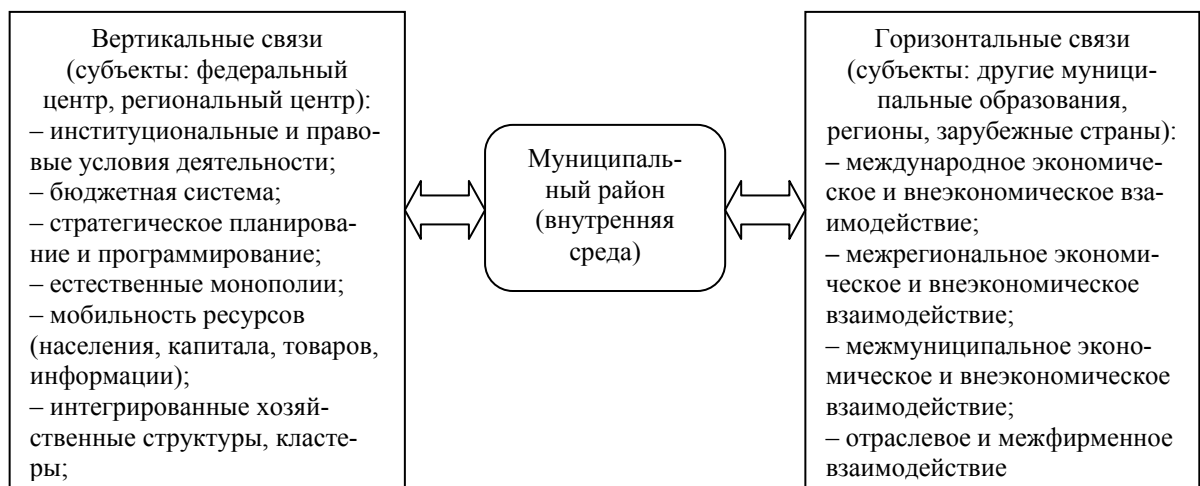 Вертикальные связи
(субъекты: федеральный
центр, региональный центр):
– институциональные и право-
вые условия деятельности;
– бюджетная система;
– стратегическое планирова-
ние и программирование;
– естественные монополии;
– мобильность ресурсов
(населения, капитала, товаров,
информации);
– интегрированные хозяй-
ственные структуры, класте-
ры;
Муниципаль-
ный район
(внутренняя
среда)
Горизонтальные связи
(субъекты: другие муници-
пальные образования,
регионы, зарубежные страны):
– международное экономиче-
ское и внеэкономическое вза-
имодействие;
– межрегиональное экономи-
ческое и внеэкономическое
взаимодействие;
– межмуниципальное эконо-
мическое и внеэкономическое
взаимодействие;
– отраслевое и межфирменное
взаимодействие